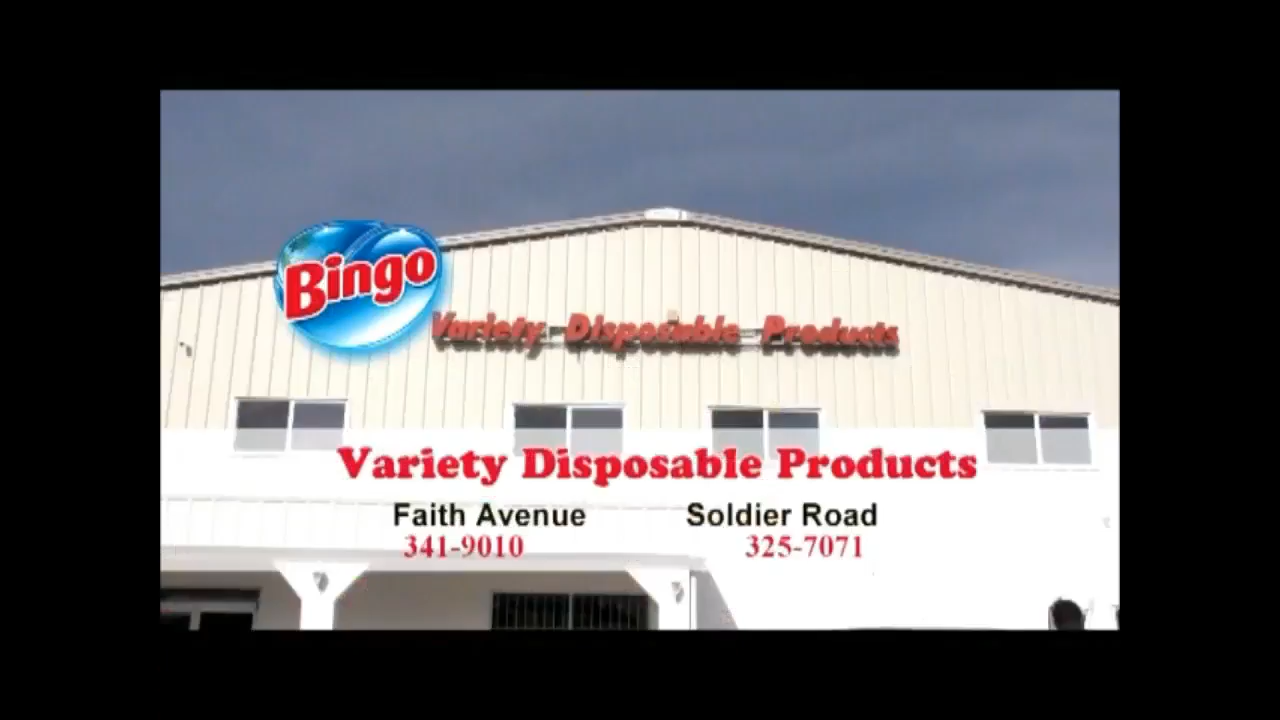 Bingo
Variety Disposable Products
Variety Disposable Products
Faith Avenue
Soldier Road
341-9010
325-7071